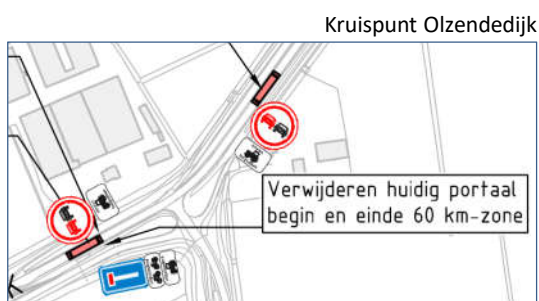 Kruispunt Olzendedijk
Verwijderen huidig portaal
begin en einde 60 km-zone